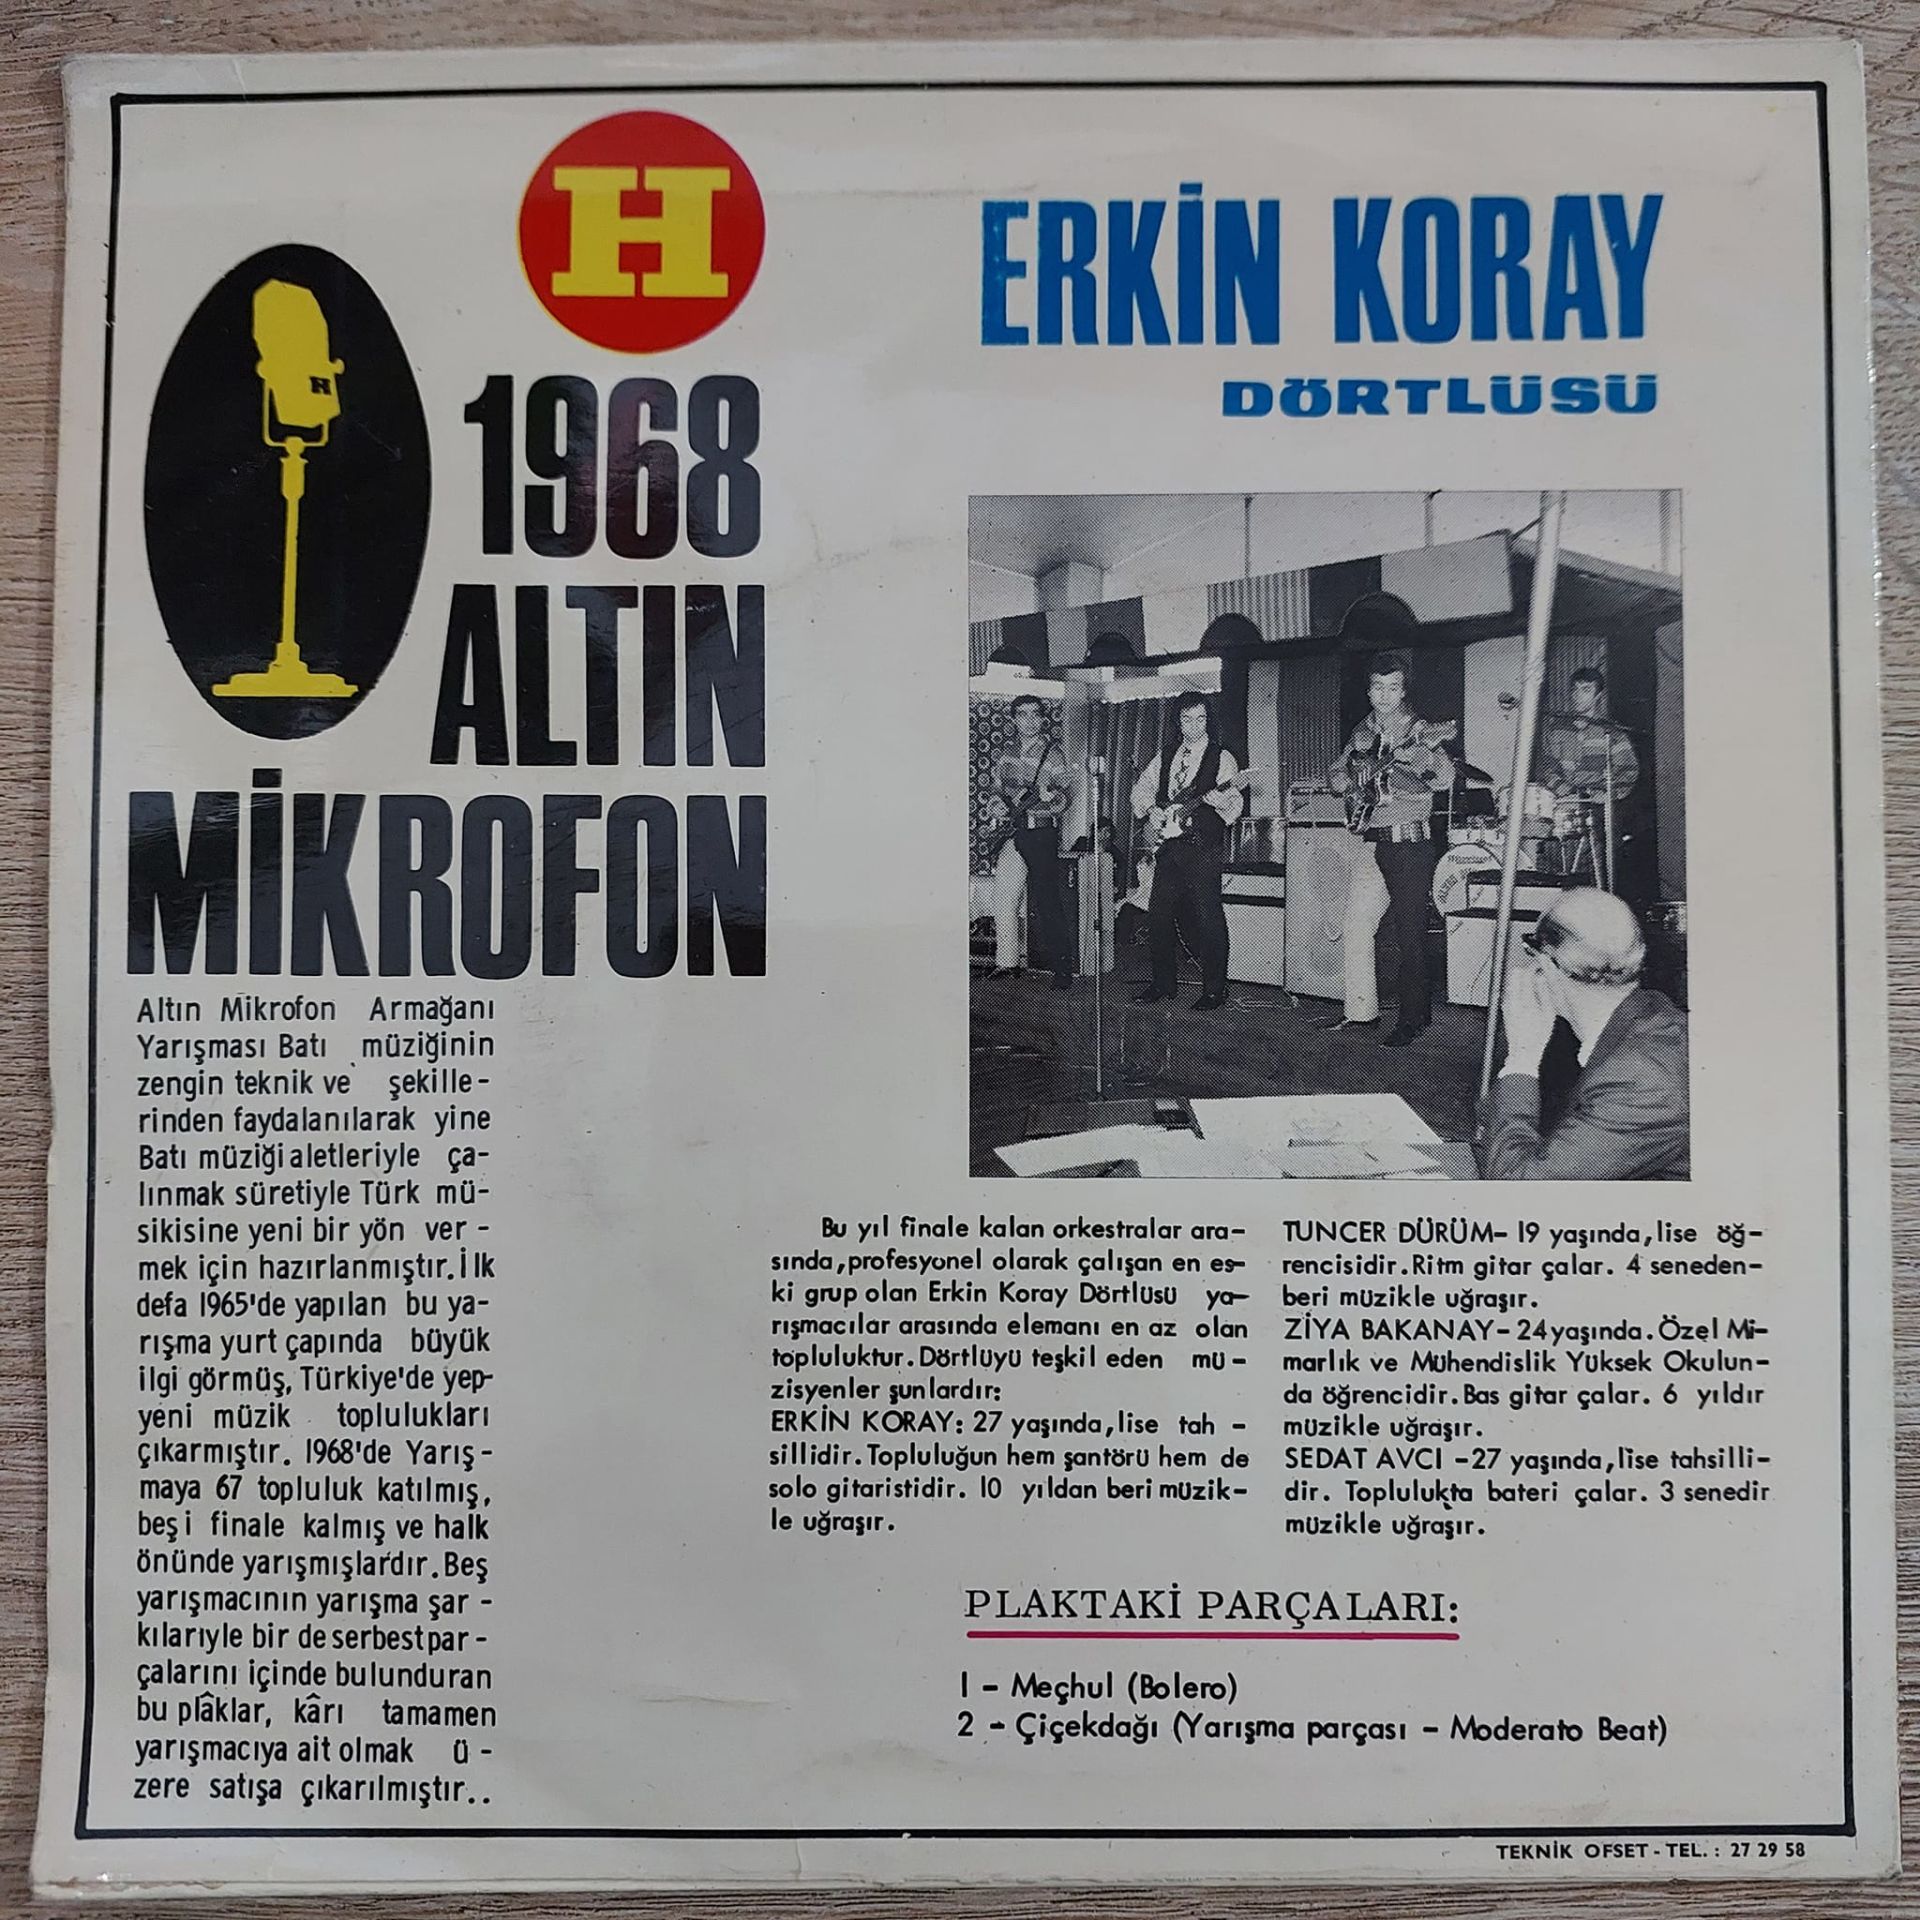 H
H
1968
ALTIN
MİKROFON
Altın Mikrofon Armağanı
Yarışması Batı müziğinin
zengin teknik ve şekille-
rinden faydalanılarak yine
Batı müziği aletleriyle ça-
lınmak süretiyle Türk mü-
sikisine yeni bir yön ver-
mek için hazırlanmıştır. İlk
defa 1965'de yapılan bu ya-
rışma yurt çapında büyük
ilgi görmüş, Türkiye'de yep-
yeni müzik toplulukları
çıkarmıştır. 1968'de Yarış-
maya 67 topluluk katılmış,
beşi finale kalmış ve halk
önünde yarışmışlardır. Beş
yarışmacının yarışma şar-
kılarıyle bir de serbest par-
çalarını içinde bulunduran
bu plâklar, kârı tamamen
yarışmacıya ait olmak ü-
zere satışa çıkarılmıştır..
ERKİN KORAY
DÖRTLÜSÜ
Bu yıl finale kalan orkestralar ara-
sında, profesyonel olarak çalışan en es-
ki grup olan Erkin Koray Dörtlüsü ya-
rışmacılar arasında elemanı en az olan
topluluktur. Dörtlüyü teşkil eden mü-
zisyenler şunlardır:
ERKİN KORAY: 27 yaşında, lise tah-
sillidir. Topluluğun hem şantörü hem de
solo gitaristidir. 10 yıldan beri müzik-
le uğraşır.
TUNCER DÜRÜM- 19 yaşında, lise öğ-
rencisidir. Ritm gitar çalar. 4 seneden-
beri müzikle uğraşır.
ZİYA BAKANAY- 24 yaşında. Özel Mi-
marlık ve Mühendislik Yüksek Okulun-
da öğrencidir. Bas gitar çalar. 6 yıldır
müzikle uğraşır.
SEDAT AVCI -27 yaşında, lise tahsilli-
dir. Toplulukta bateri çalar. 3 senedir
müzikle uğraşır.
PLAKTAKİ PARÇALARI:
1 - Meçhul (Bolero)
2 - Çiçekdağı (Yarışma parçası - Moderato Beat)
TEKNİK OFSET - TEL. : 27 29 58